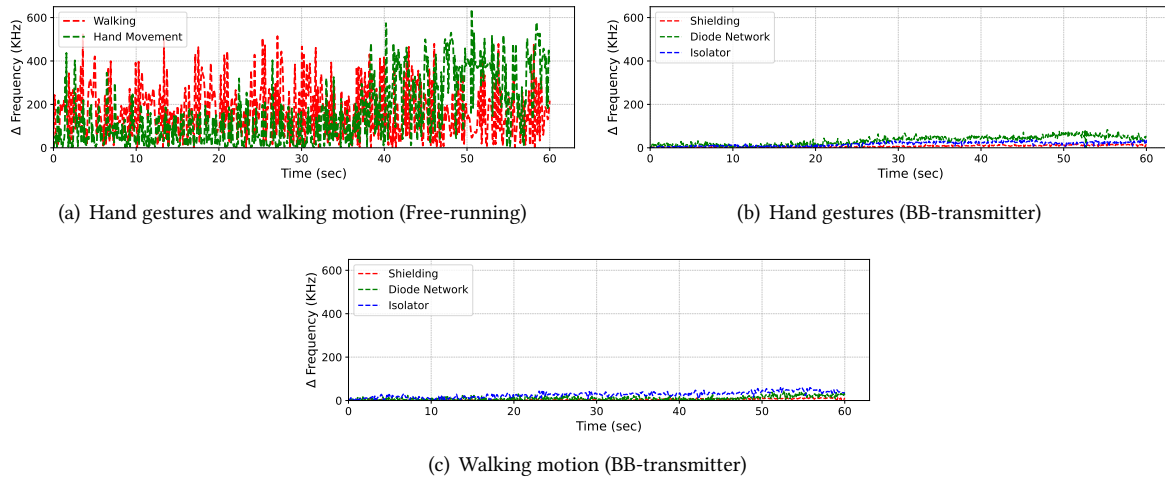 600
400
200
0
Δ Frequency (KHz)
Walking
Hand Movement
0 10 20 30 40 50 60
Time (sec)
(a) Hand gestures and walking motion (Free-running)
600
400
200
0
Δ Frequency (KHz)
Shielding
Diode Network
Isolator
0 10 20 30 40 50 60
Time (sec)
(b) Hand gestures (BB-transmitter)
600
400
200
0
Δ Frequency (KHz)
Shielding
Diode Network
Isolator
0 10 20 30 40 50 60
Time (sec)
(c) Walking motion (BB-transmitter)